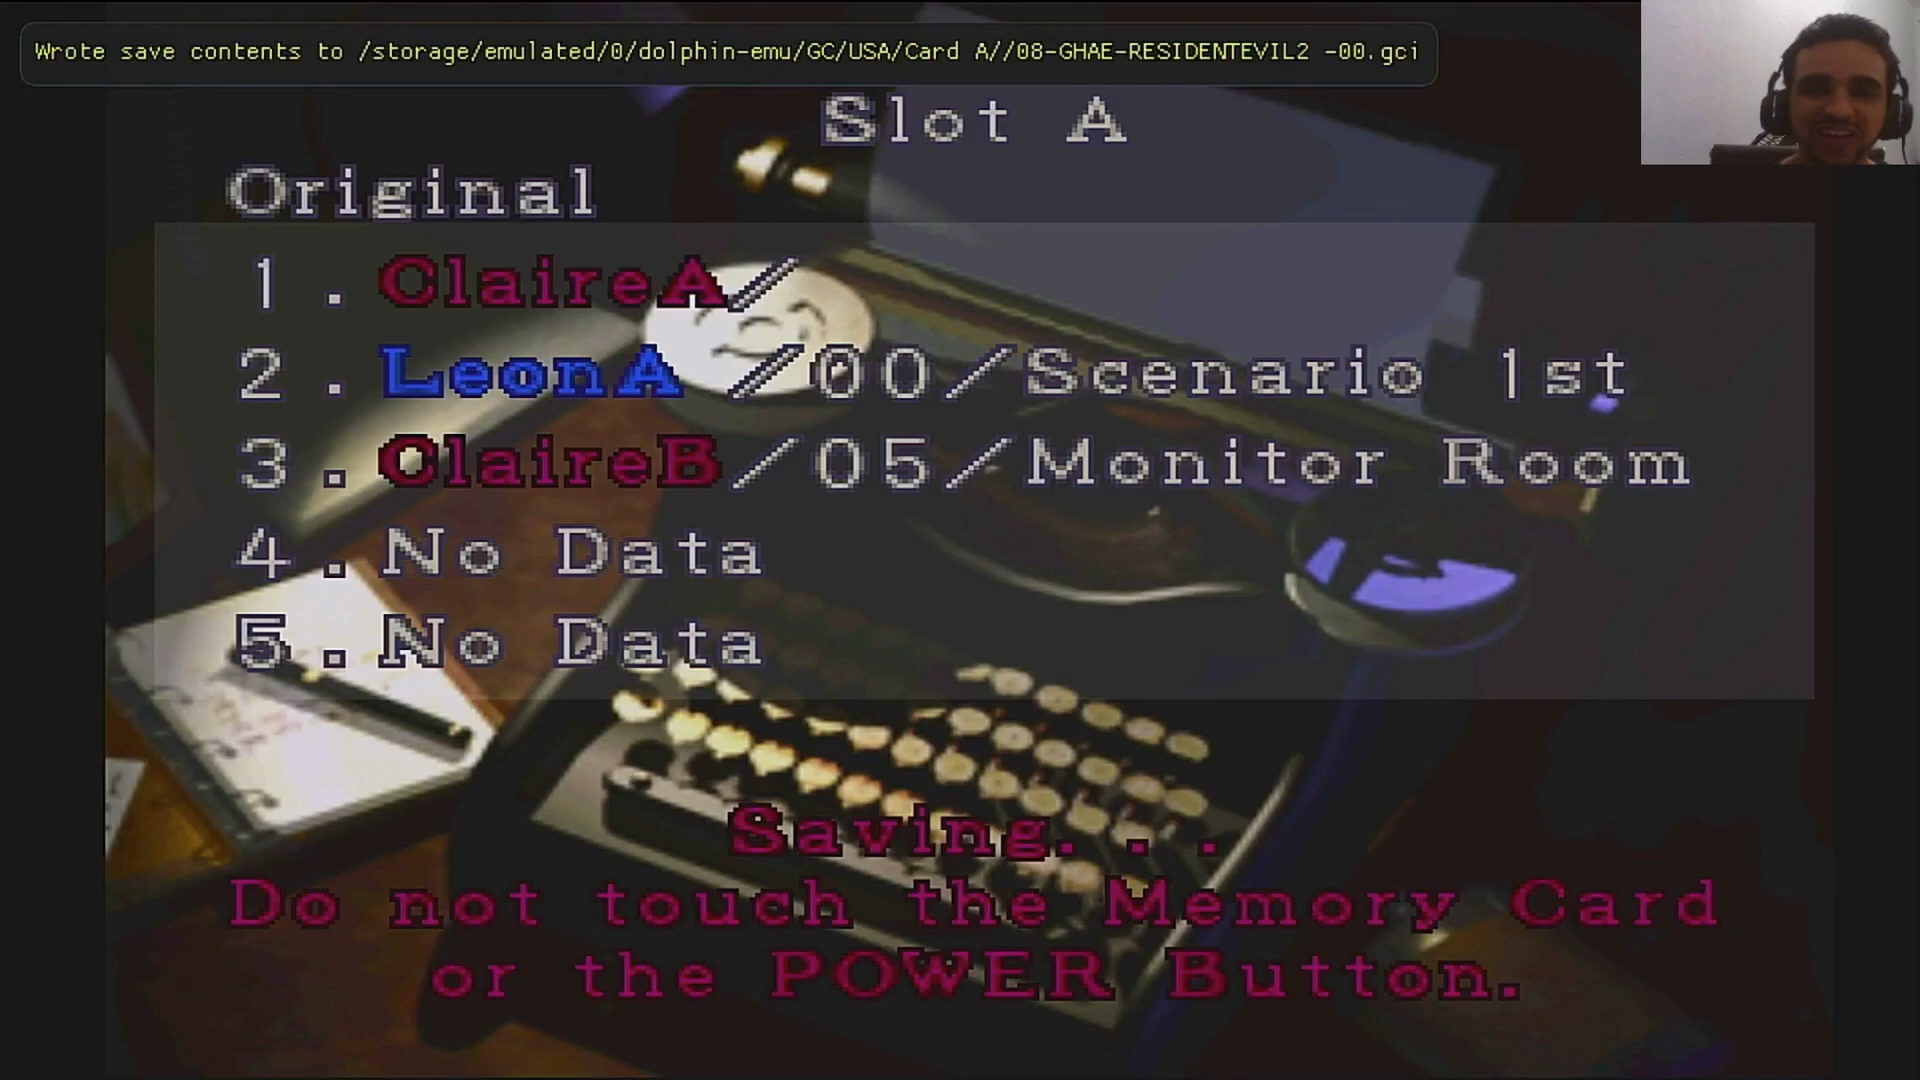 Wrote save contents to /storage/emulated/0/dolphin-emu/GC/USA/Card A//08-GHAE-RESIDENTEVIL2 -00.gci
Slot A
Original
1. ClaireA/
2. LeonA /00/Scenario 1st
3. ClaireB/05/Monitor Room
4. No Data
5. No Data
Saving. . .
Do not touch the Memory Card
or the POWER Button.